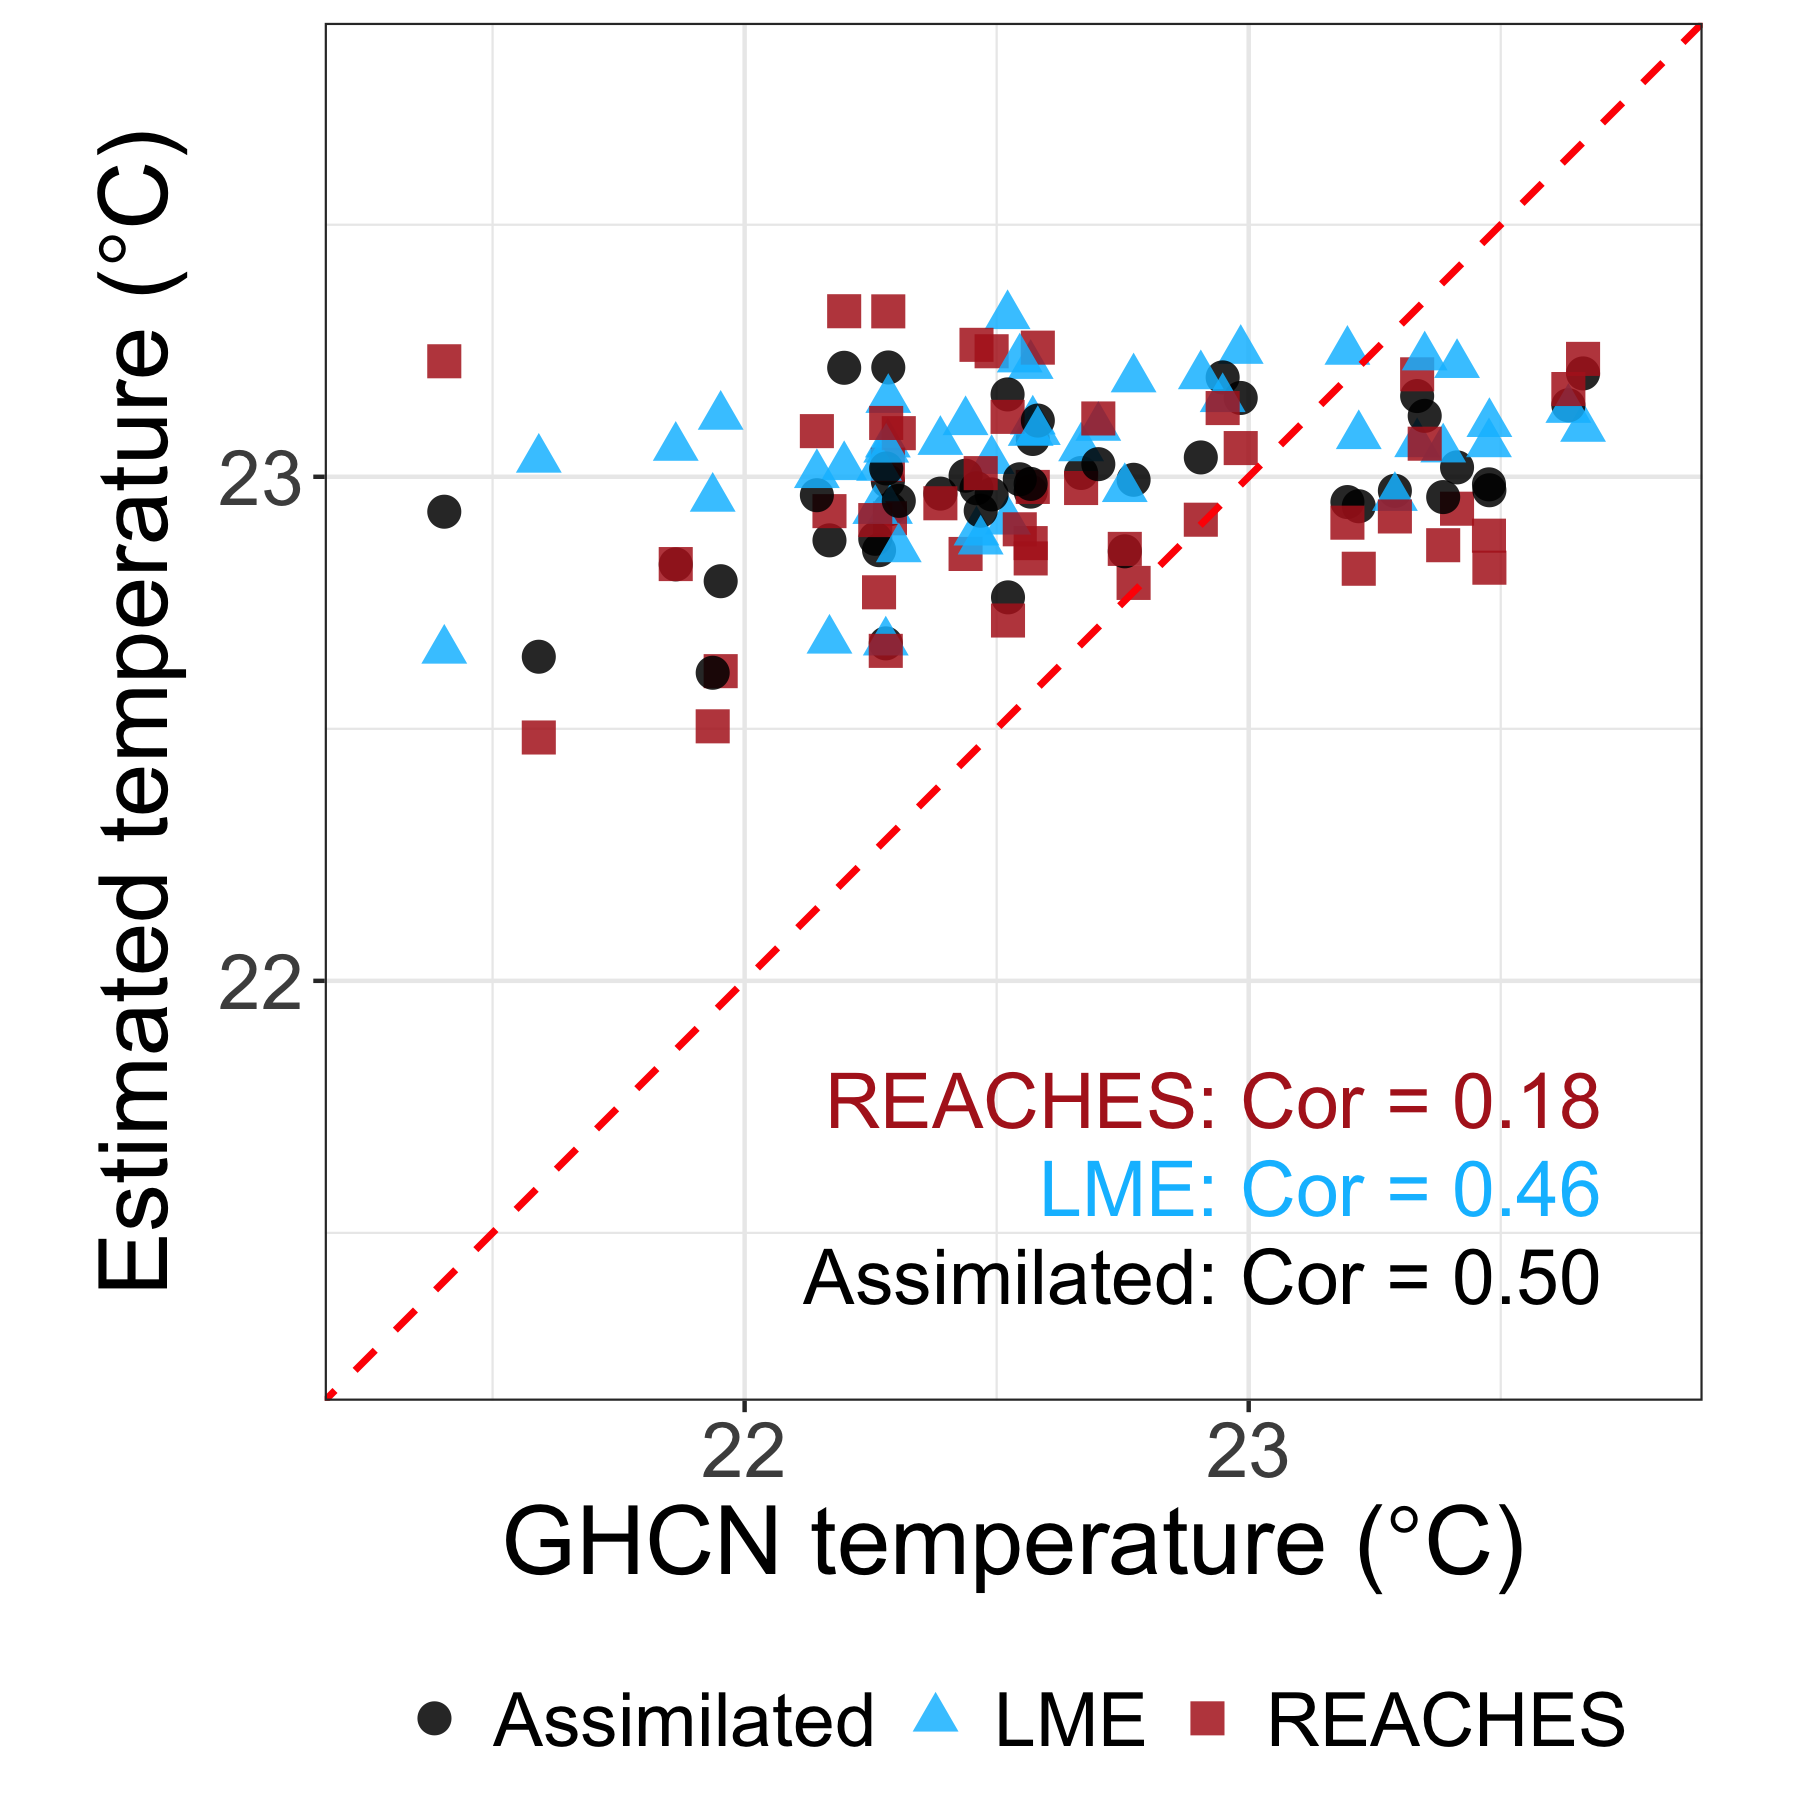 Estimated temperature (°C)
23
22
REACHES: Cor = 0.18
LME: Cor = 0.46
Assimilated: Cor = 0.50
22 23
GHCN temperature (°C)
Assimilated LME REACHES